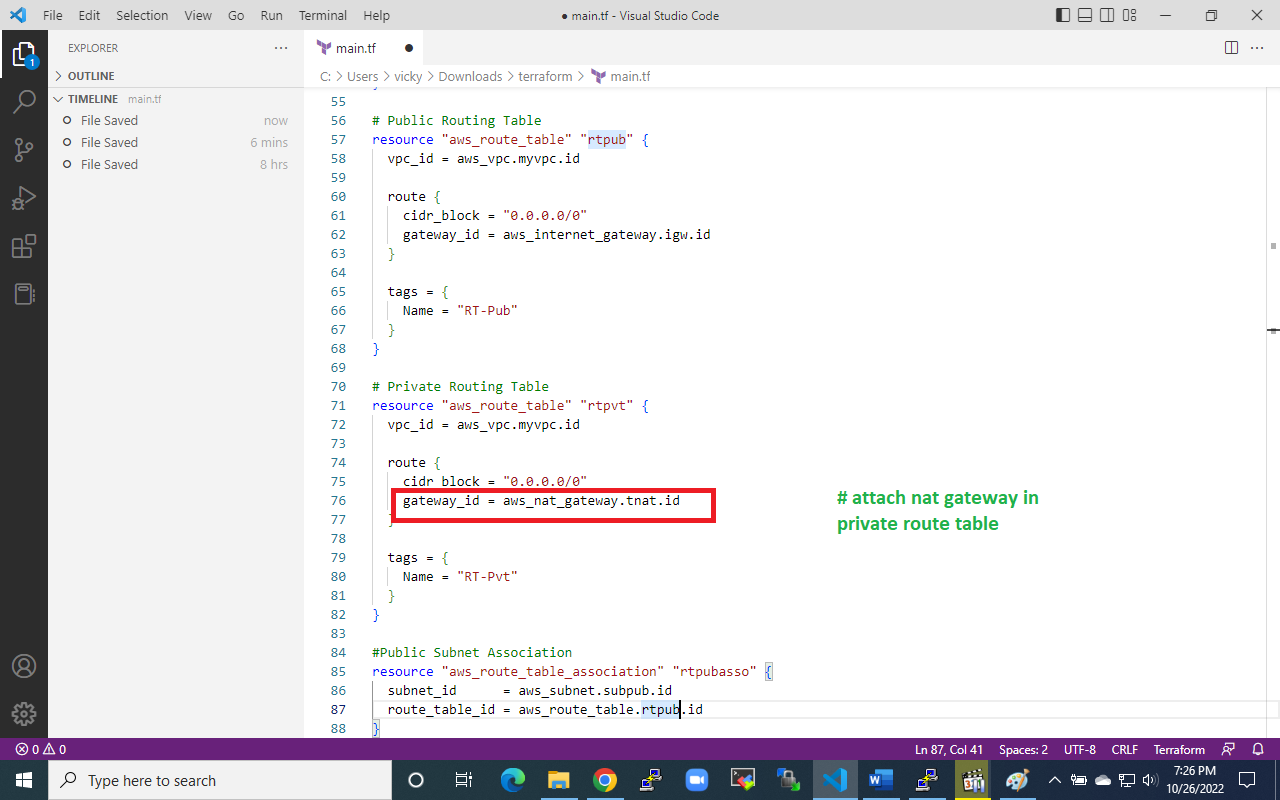 File Edit Selection View Go Run Terminal Help
● main.tf - Visual Studio Code
EXPLORER
main.tf
C: > Users > vicky > Downloads > terraform > main.tf
OUTLINE
TIMELINE main.tf
File Saved now
File Saved 6 mins
File Saved 8 hrs
1
55
56 # Public Routing Table
57 resource "aws_route_table" "rtpub" {
58 vpc_id = aws_vpc.myvpc.id
59
60 route {
61 cidr_block = "0.0.0.0/0"
62 gateway_id = aws_internet_gateway.igw.id
63 }
64
65 tags = {
66 Name = "RT-Pub"
67 }
68 }
69
70 # Private Routing Table
71 resource "aws_route_table" "rtpvt" {
72 vpc_id = aws_vpc.myvpc.id
73
74 route {
75 cidr_block = "0.0.0.0/0"
76 gateway_id = aws_nat_gateway.tnat.id
77 }
78
79 tags = {
80 Name = "RT-Pvt"
81 }
82 }
83
84 #Public Subnet Association
85 resource "aws_route_table_association" "rtpubasso" {
86 subnet_id = aws_subnet.subpub.id
87 route_table_id = aws_route_table.rtpub.id
88 }
# attach nat gateway in
private route table
0 0
Ln 87, Col 41 Spaces: 2 UTF-8 CRLF Terraform
Type here to search
7:26 PM
10/26/2022